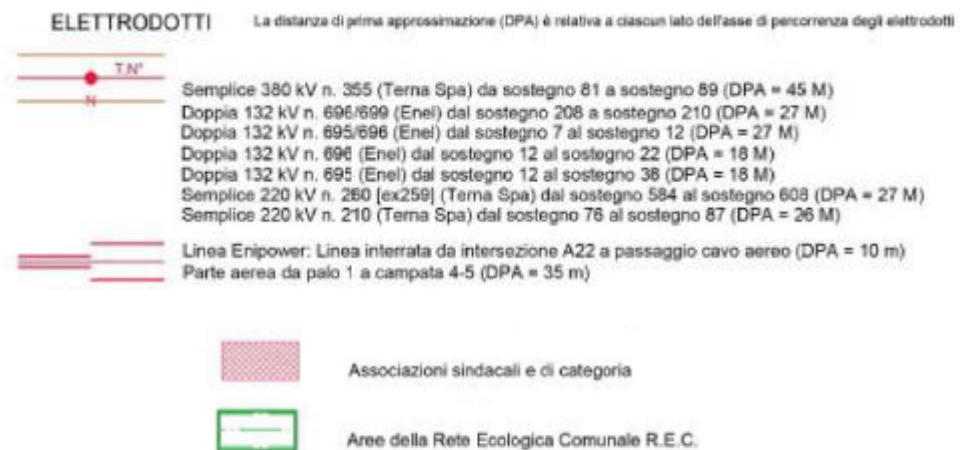 ELETTRODOTTI La distanza di prima approssimazione (DPA) è relativa a ciascun lato dell'asse di percorrenza degli elettrodotti
T.N°
N
Semplice 380 kV n. 355 (Terna Spa) da sostegno 81 a sostegno 89 (DPA = 45 M)
Doppia 132 kV n. 696/699 (Enel) dal sostegno 208 a sostegno 210 (DPA = 27 M)
Doppia 132 kV n. 695/696 (Enel) dal sostegno 7 al sostegno 12 (DPA = 27 M)
Doppia 132 kV n. 696 (Enel) dal sostegno 12 al sostegno 22 (DPA = 18 M)
Doppia 132 kV n. 695 (Enel) dal sostegno 12 al sostegno 38 (DPA = 18 M)
Semplice 220 kV n. 260 [ex259] (Terna Spa) dal sostegno 584 al sostegno 608 (DPA = 27 M)
Semplice 220 kV n. 210 (Terna Spa) dal sostegno 76 al sostegno 87 (DPA = 26 M)
Linea Enipower: Linea interrata da intersezione A22 a passaggio cavo aereo (DPA = 10 m)
Parte aerea da palo 1 a campata 4-5 (DPA = 35 m)
Associazioni sindacali e di categoria
Aree della Rete Ecologica Comunale R.E.C.